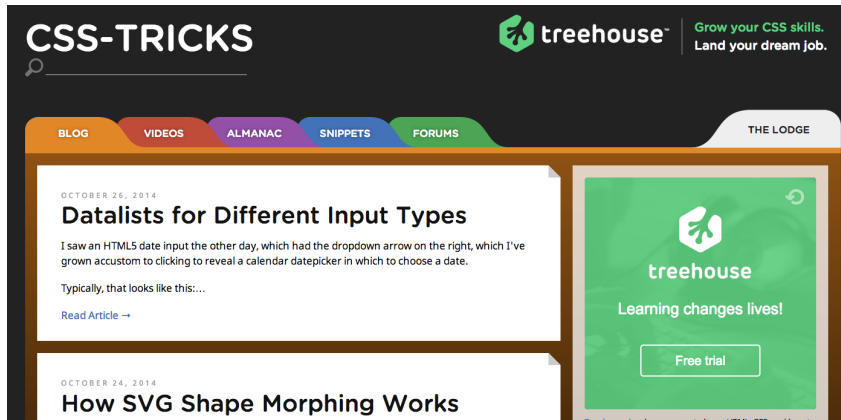 CSS-TRICKS
treehouse™
Grow your CSS skills.
Land your dream job.
BLOG
VIDEOS
ALMANAC
SNIPPETS
FORUMS
THE LODGE
OCTOBER 26, 2014
Datalists for Different Input Types
I saw an HTML5 date input the other day, which had the dropdown arrow on the right, which I've
grown accustom to clicking to reveal a calendar datepicker in which to choose a date.
Typically, that looks like this:...
Read Article →
OCTOBER 24, 2014
How SVG Shape Morphing Works
treehouse
Learning changes lives!
Free trial